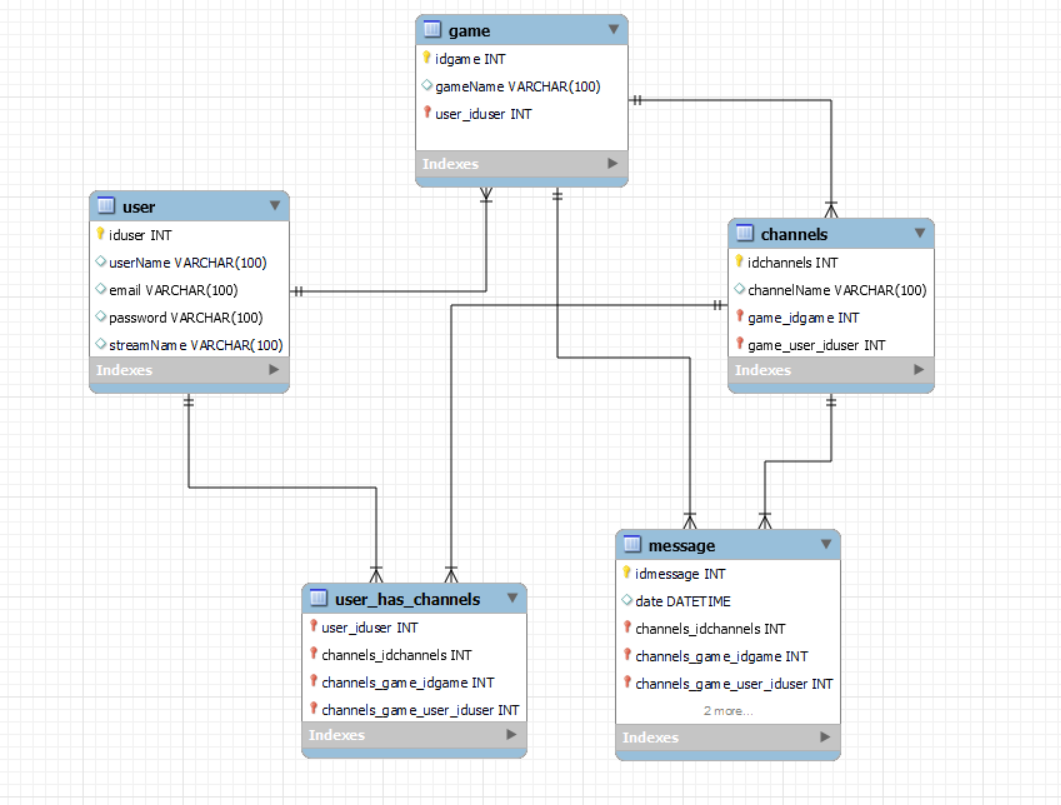 game
idgame INT
gameName VARCHAR(100)
user_iduser INT
Indexes
user
iduser INT
userName VARCHAR(100)
email VARCHAR(100)
password VARCHAR(100)
streamName VARCHAR(100)
Indexes
channels
idchannels INT
channelName VARCHAR(100)
game_idgame INT
game_user_iduser INT
Indexes
user_has_channels
user_iduser INT
channels_idchannels INT
channels_game_idgame INT
channels_game_user_iduser INT
Indexes
message
idmessage INT
date DATETIME
channels_idchannels INT
channels_game_idgame INT
channels_game_user_iduser INT
2 more...
Indexes